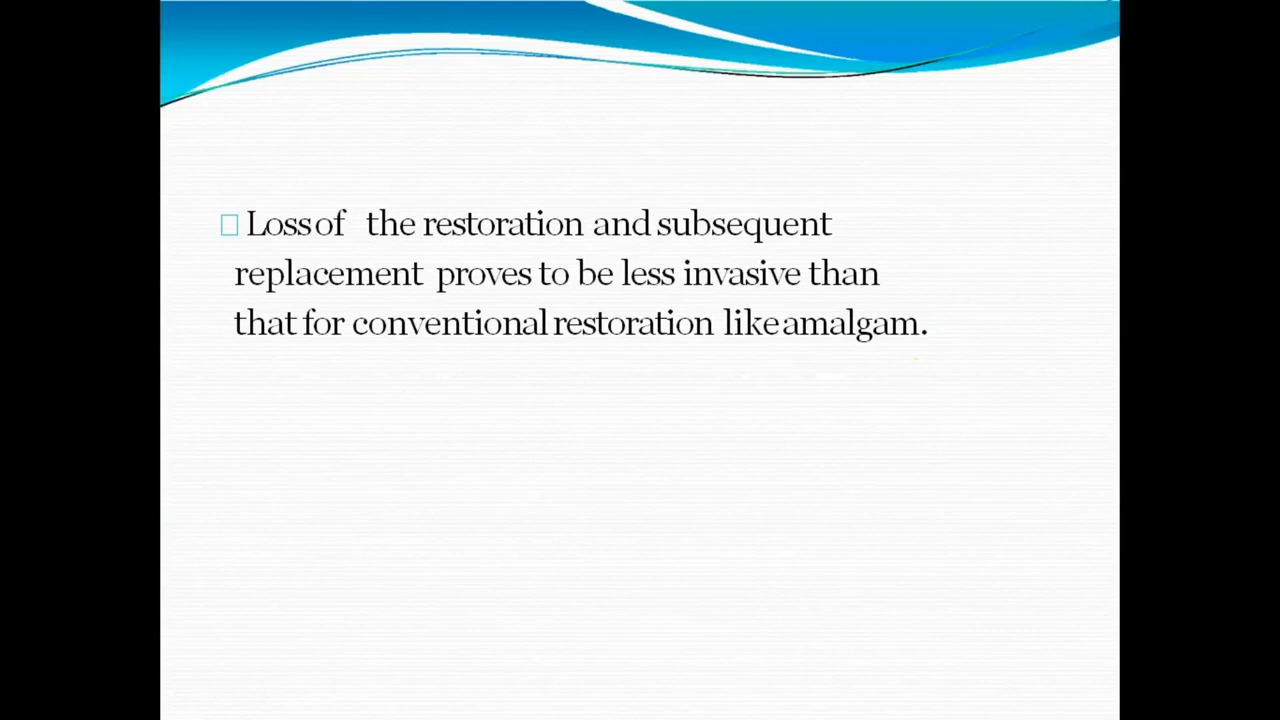 Loss of the restoration and subsequent
replacement proves to be less invasive than
that for conventional restoration like amalgam.